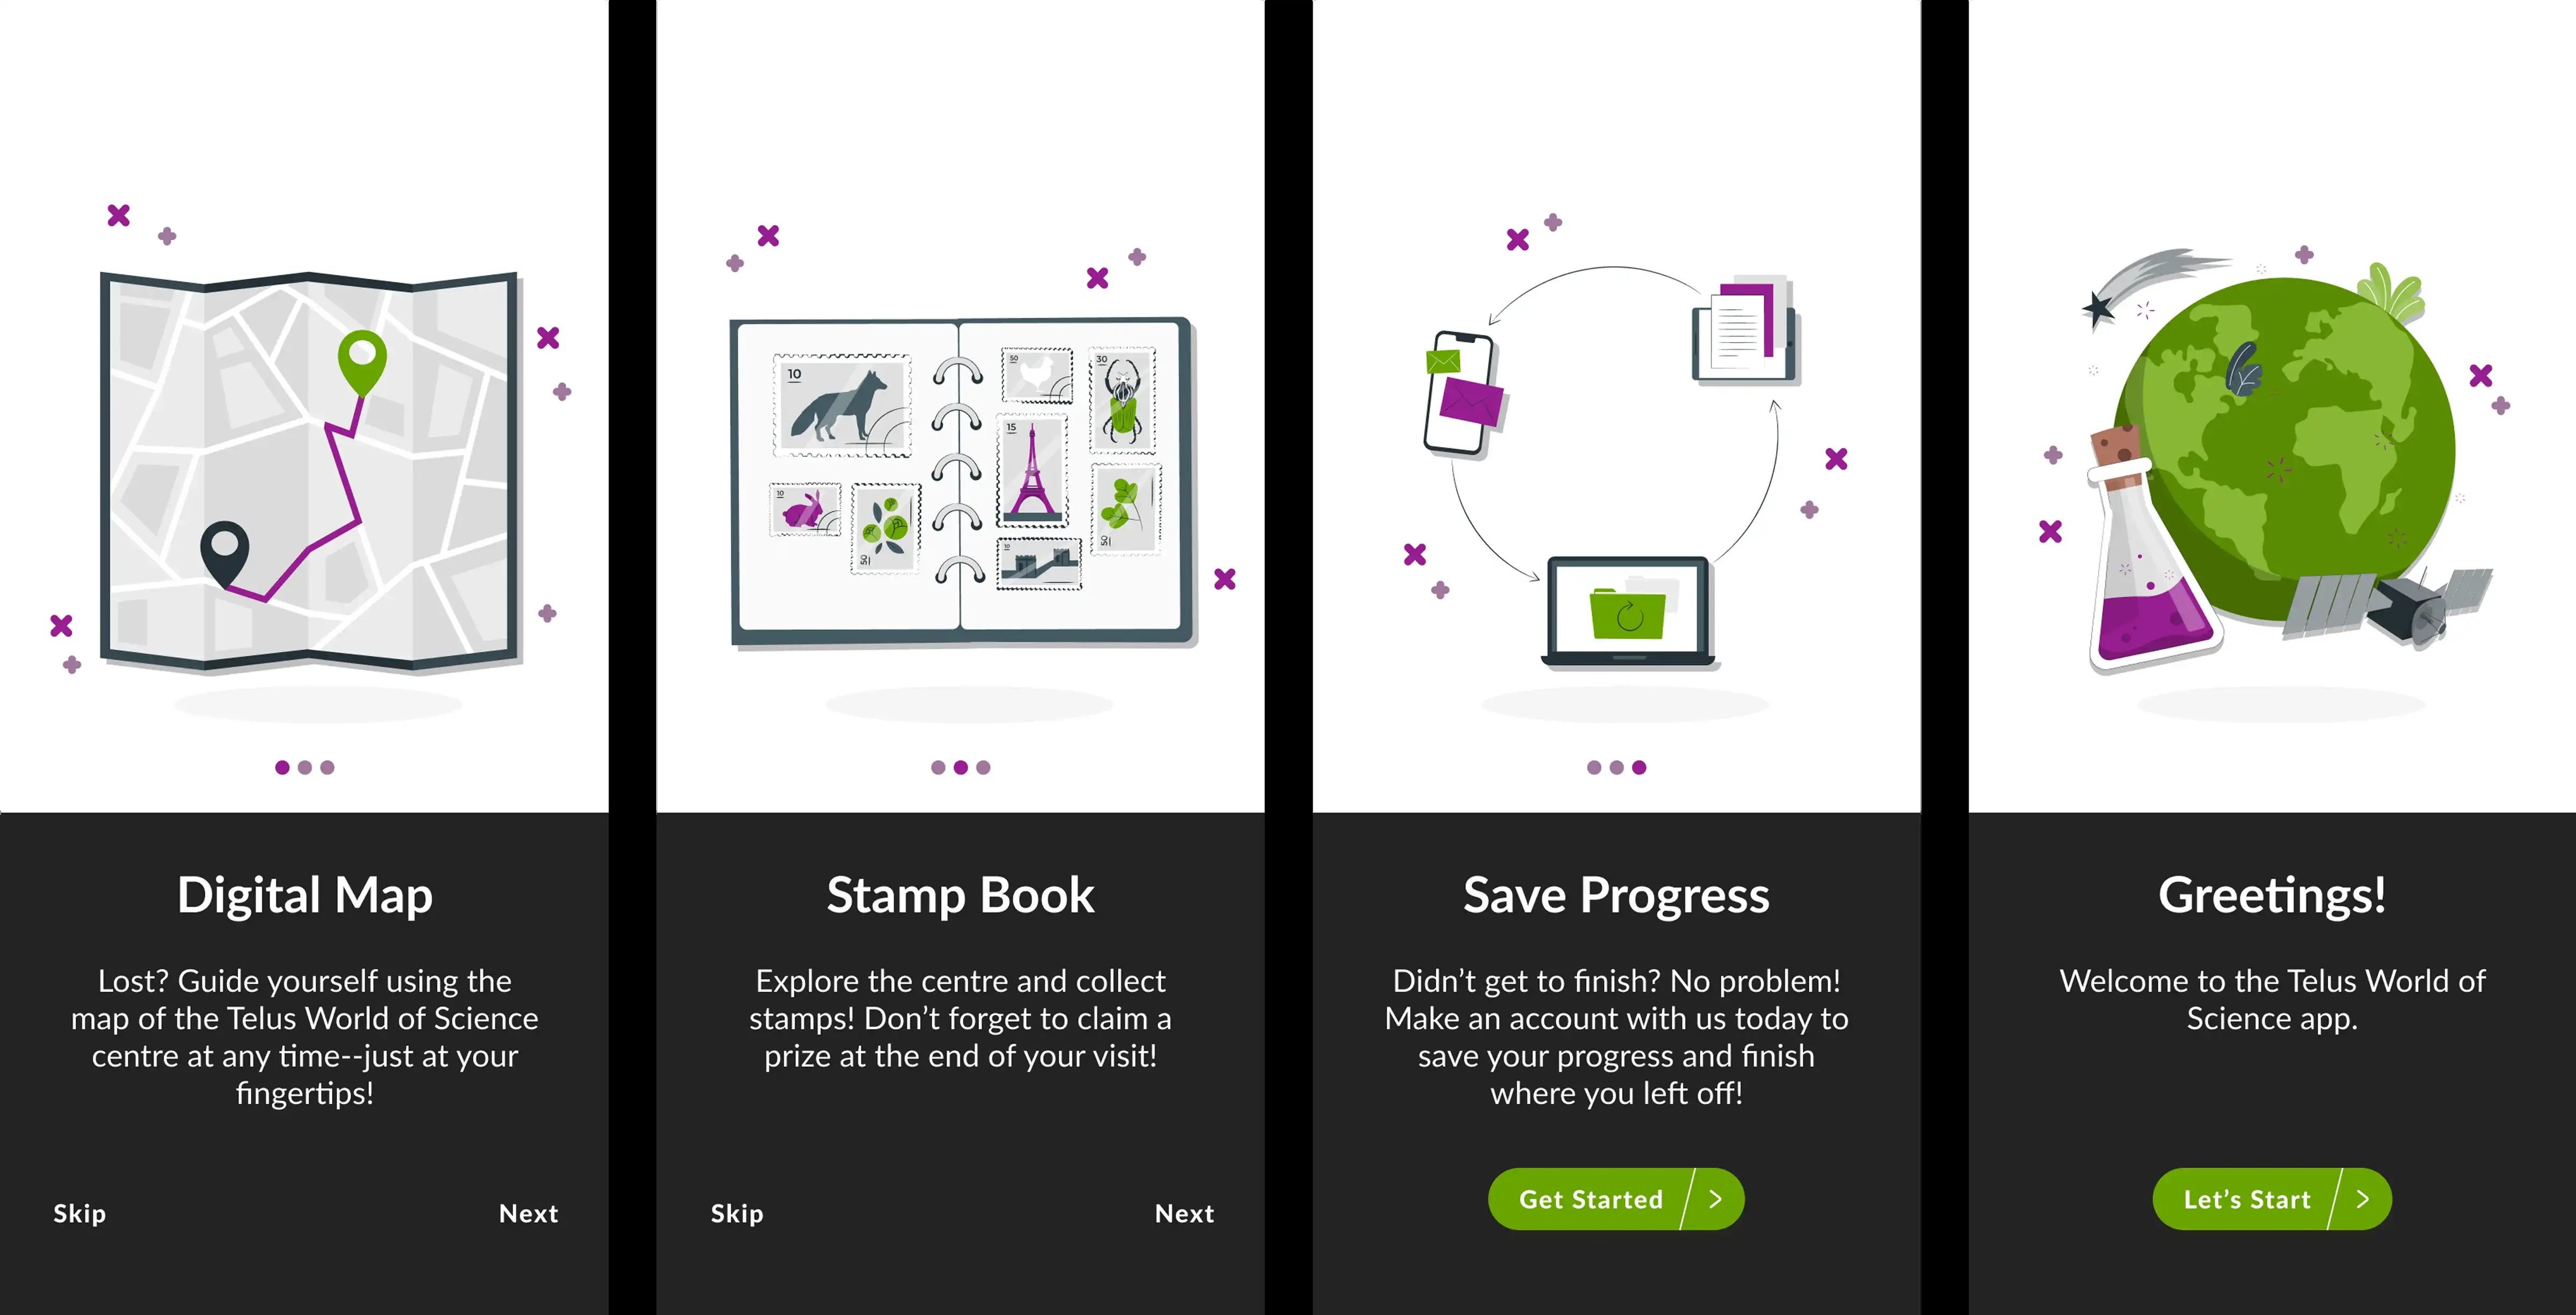 10
50
30
15
10
50
50
10
Digital Map
Lost? Guide yourself using the
map of the Telus World of Science
centre at any time--just at your
fingertips!
Skip
Next
Stamp Book
Explore the centre and collect
stamps! Don’t forget to claim a
prize at the end of your visit!
Skip
Next
Save Progress
Didn’t get to finish? No problem!
Make an account with us today to
save your progress and finish
where you left off!
Get Started
Greetings!
Welcome to the Telus World of
Science app.
Let’s Start